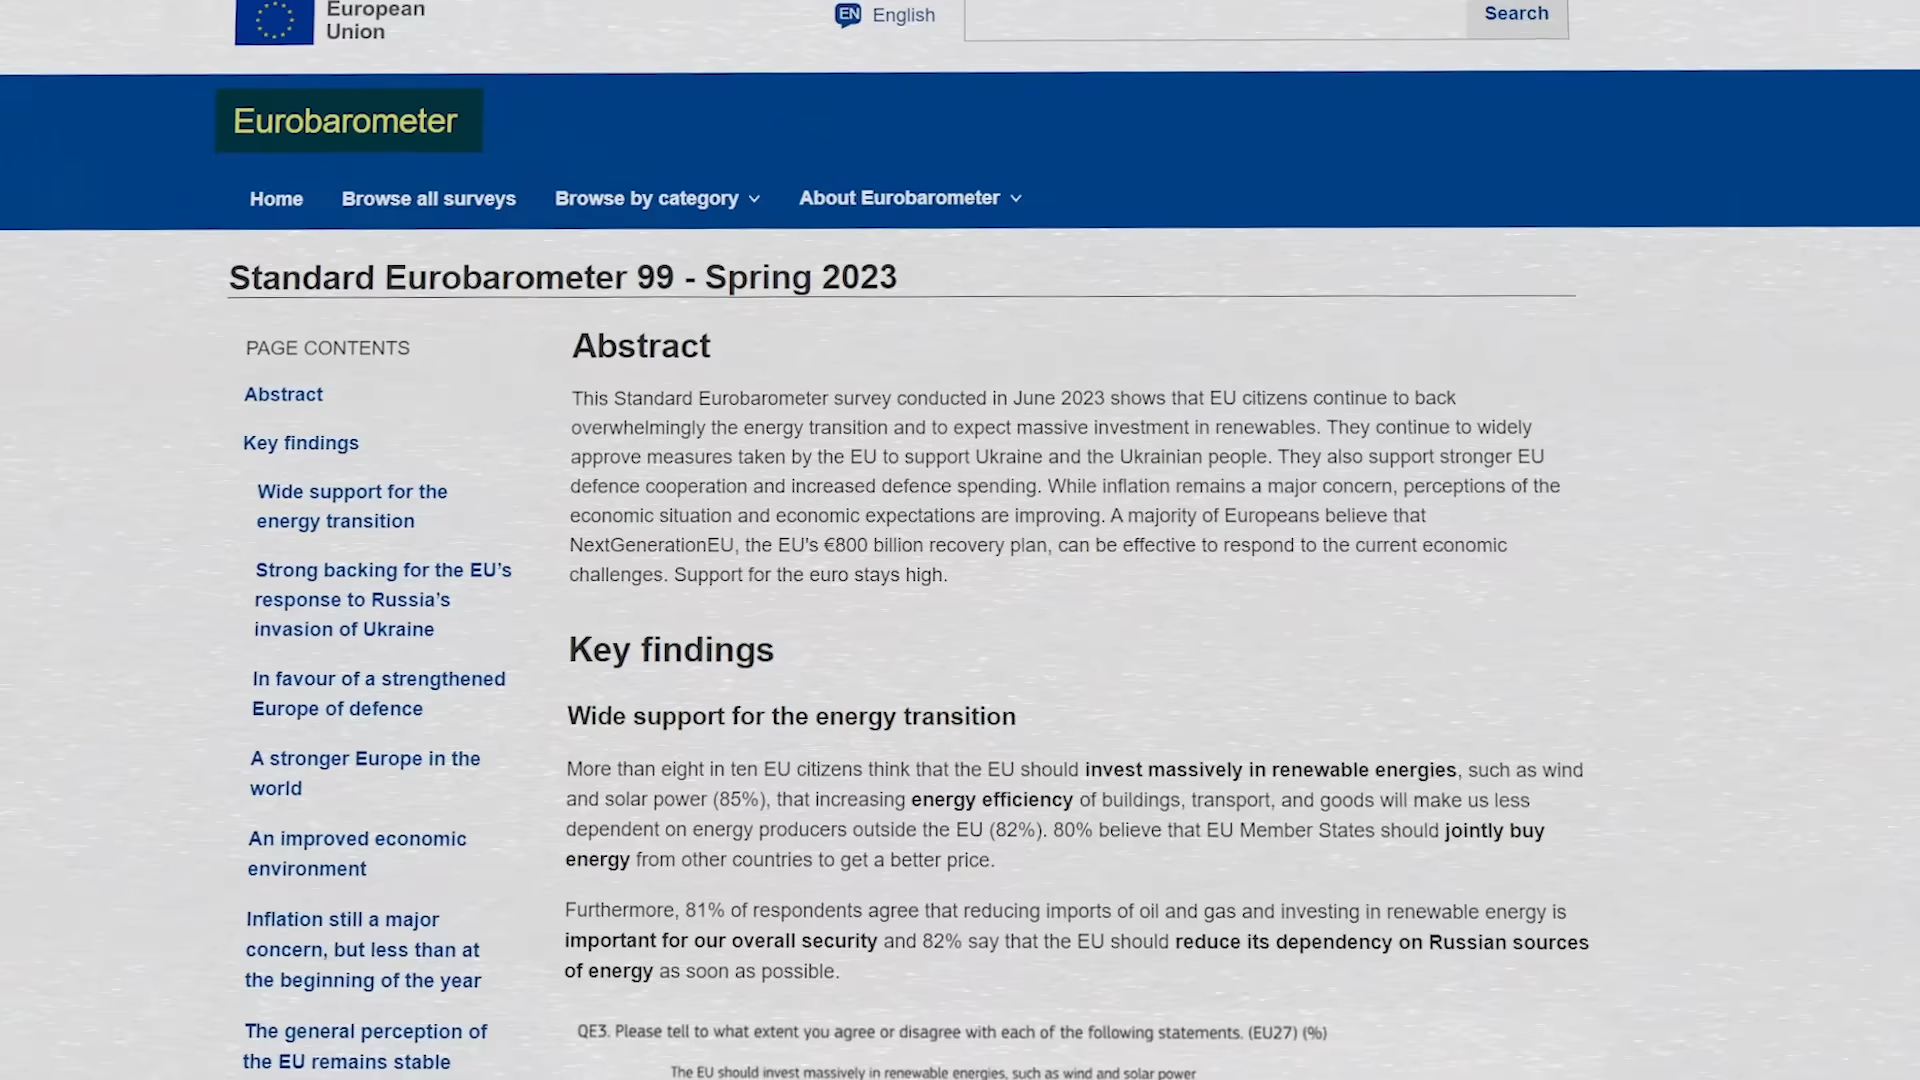 European
Union
EN English
Search
Eurobarometer
Home Browse all surveys Browse by category About Eurobarometer
Standard Eurobarometer 99 - Spring 2023
PAGE CONTENTS
Abstract
Key findings
Wide support for the
energy transition
Strong backing for the EU’s
response to Russia’s
invasion of Ukraine
In favour of a strengthened
Europe of defence
A stronger Europe in the
world
An improved economic
environment
Inflation still a major
concern, but less than at
the beginning of the year
The general perception of
the EU remains stable
Abstract
This Standard Eurobarometer survey conducted in June 2023 shows that EU citizens continue to back
overwhelmingly the energy transition and to expect massive investment in renewables. They continue to widely
approve measures taken by the EU to support Ukraine and the Ukrainian people. They also support stronger EU
defence cooperation and increased defence spending. While inflation remains a major concern, perceptions of the
economic situation and economic expectations are improving. A majority of Europeans believe that
NextGenerationEU, the EU's €800 billion recovery plan, can be effective to respond to the current economic
challenges. Support for the euro stays high.
Key findings
Wide support for the energy transition
More than eight in ten EU citizens think that the EU should invest massively in renewable energies, such as wind
and solar power (85%), that increasing energy efficiency of buildings, transport, and goods will make us less
dependent on energy producers outside the EU (82%). 80% believe that EU Member States should jointly buy
energy from other countries to get a better price.
Furthermore, 81% of respondents agree that reducing imports of oil and gas and investing in renewable energy is
important for our overall security and 82% say that the EU should reduce its dependency on Russian sources
of energy as soon as possible.
QE3. Please tell to what extent you agree or disagree with each of the following statements. (EU27) (%)
The EU should invest massively in renewable energies, such as wind and solar power